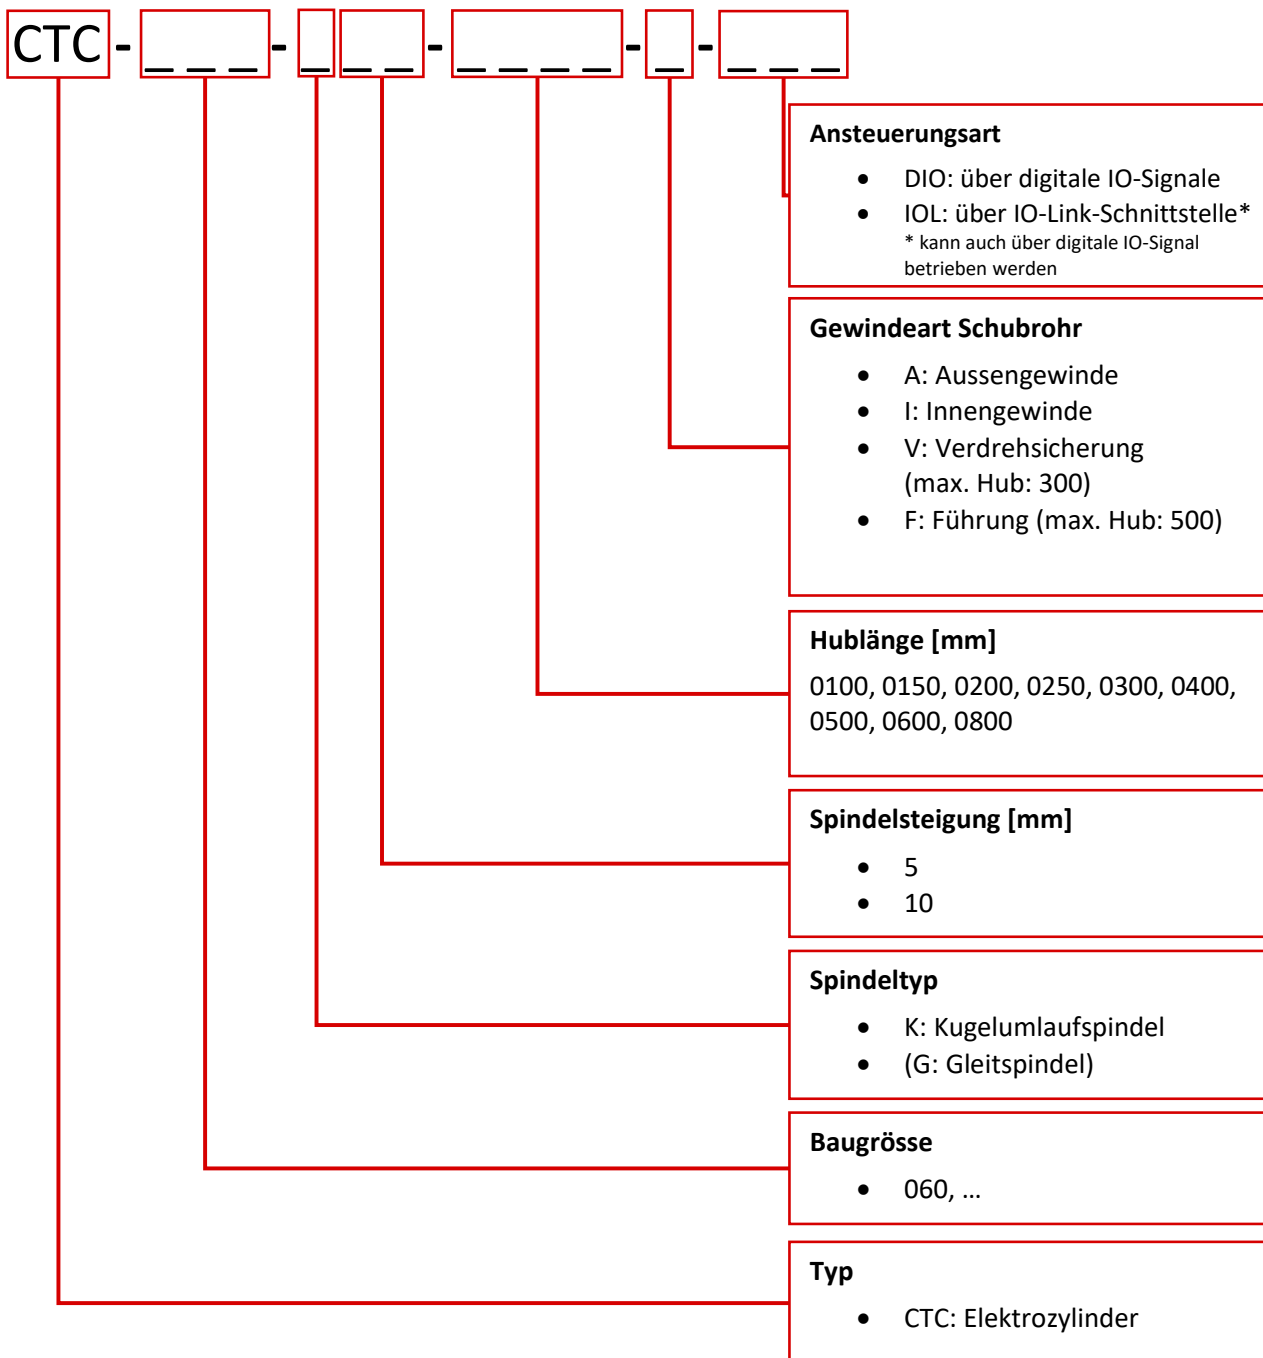 CTC - _ _ _ - _ _ _ - _ _ _ _ - _ - _ _ _
Ansteuerungsart
• DIO: über digitale IO-Signale
• IOL: über IO-Link-Schnittstelle*
* kann auch über digitale IO-Signal
betrieben werden
Gewindeart Schubrohr
• A: Aussengewinde
• I: Innengewinde
• V: Verdrehsicherung
(max. Hub: 300)
• F: Führung (max. Hub: 500)
Hublänge [mm]
0100, 0150, 0200, 0250, 0300, 0400,
0500, 0600, 0800
Spindelsteigung [mm]
• 5
• 10
Spindeltyp
• K: Kugelumlaufspindel
• (G: Gleitspindel)
Baugrösse
• 060, ...
Typ
• CTC: Elektrozylinder